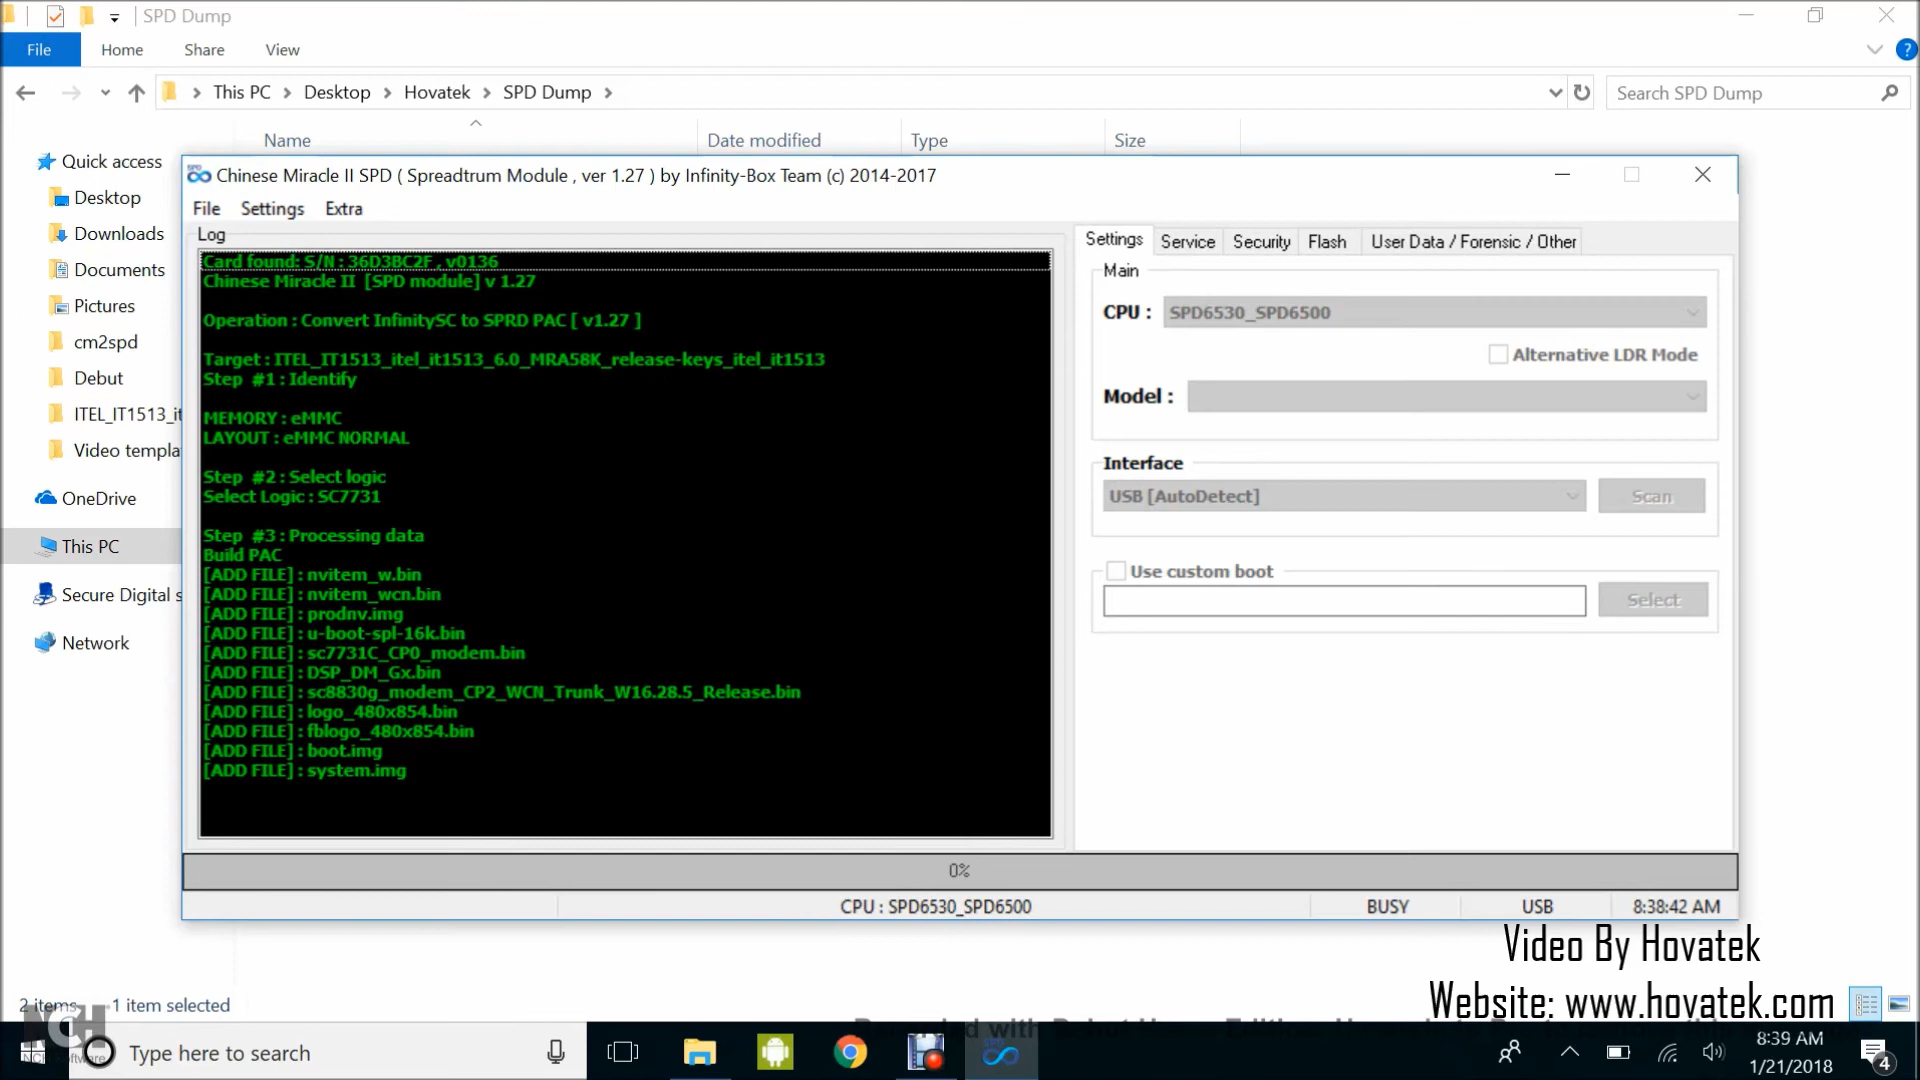 SPD Dump
File Home Share View
This PC Desktop Hovatek SPD Dump Search SPD Dump
Name Date modified Type Size
Quick access
Desktop
Downloads
Documents
Pictures
cm2spd
Debut
ITEL_IT1513_it
Video templa
OneDrive
This PC
Secure Digital s
Network
Chinese Miracle II SPD ( Spreadtrum Module , ver 1.27 ) by Infinity-Box Team (c) 2014-2017
File Settings Extra
Log
Card found: S/N : 36D3BC2F , v0136
Chinese Miracle II [SPD module] v 1.27
Operation : Convert InfinitySC to SPRD PAC [ v1.27 ]
Target : ITEL_IT1513_itel_it1513_6.0_MRA58K_release-keys_itel_it1513
Step #1 : Identify
MEMORY : eMMC
LAYOUT : eMMC NORMAL
Step #2 : Select logic
Select Logic : SC7731
Step #3 : Processing data
Build PAC
[ADD FILE] : nvitem_w.bin
[ADD FILE] : nvitem_wcn.bin
[ADD FILE] : prodnv.img
[ADD FILE] : u-boot-spl-16k.bin
[ADD FILE] : sc7731C_CP0_modem.bin
[ADD FILE] : DSP_DM_Gx.bin
[ADD FILE] : sc8830g_modem_CP2_WCN_Trunk_W16.28.5_Release.bin
[ADD FILE] : logo_480x854.bin
[ADD FILE] : fblogo_480x854.bin
[ADD FILE] : boot.img
[ADD FILE] : system.img
Settings Service Security Flash User Data / Forensic / Other
Main
CPU : SPD6530_SPD6500
Alternative LDR Mode
Model :
Interface
USB [AutoDetect] Scan
Use custom boot
Select
0%
CPU : SPD6530_SPD6500 BUSY USB 8:38:42 AM
Video By Hovatek
Website: www.hovatek.com
2 items 1 item selected
NCH
Type here to search
8:39 AM
1/21/2018
4